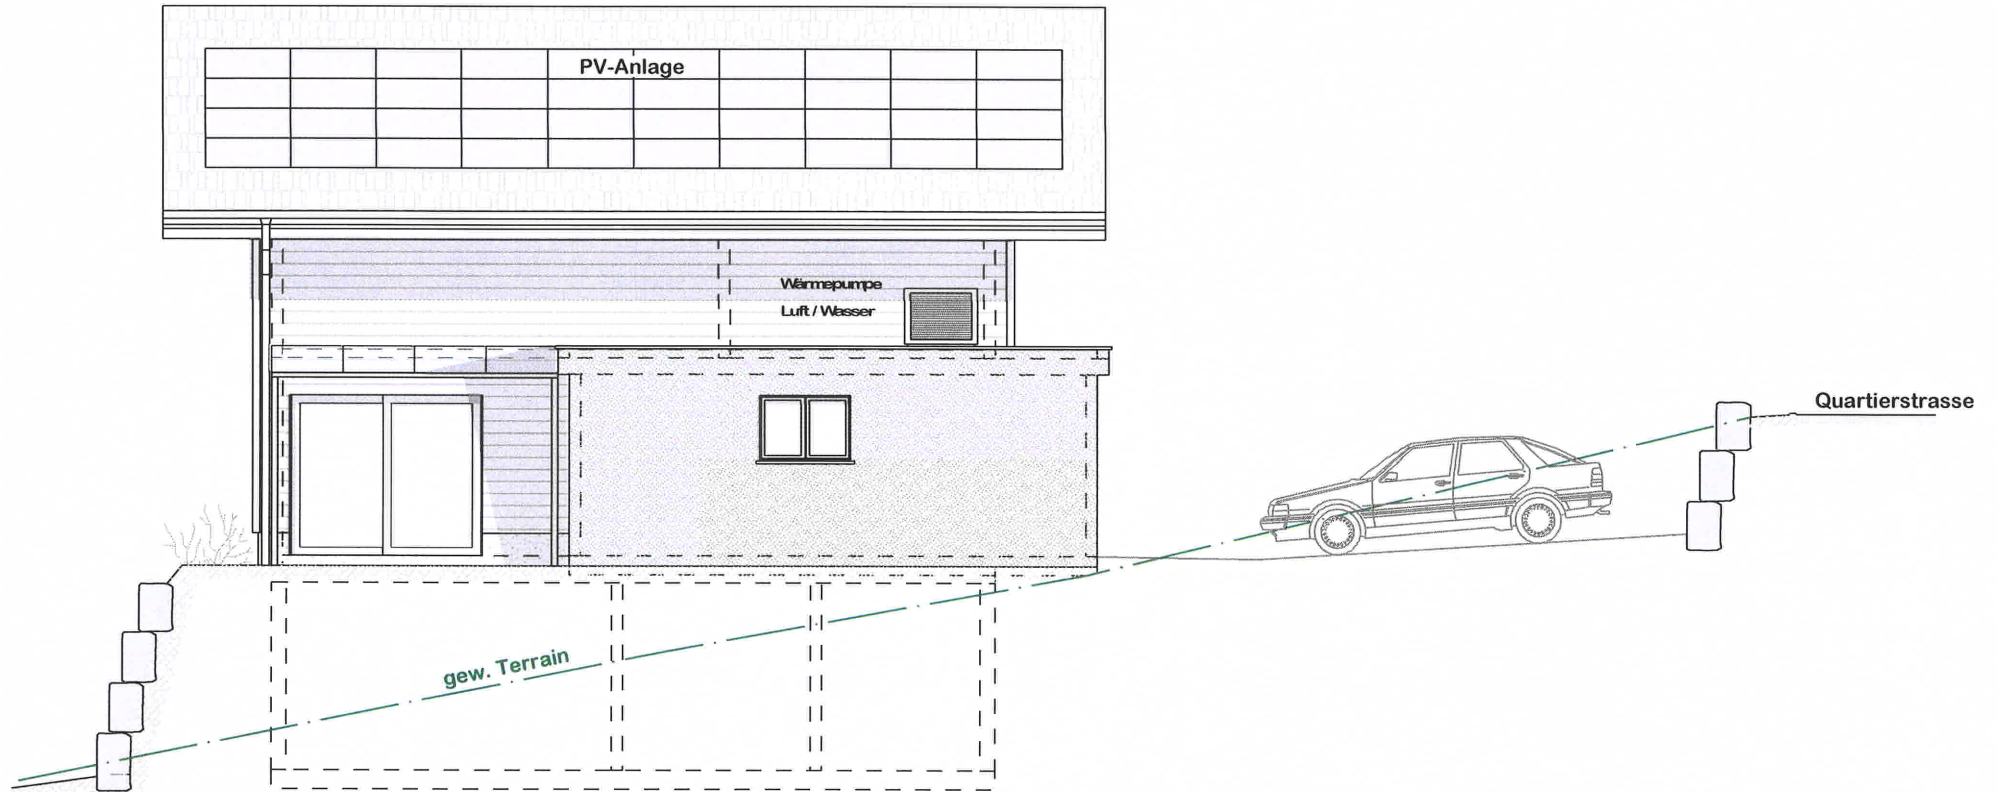 PV-Anlage
Wärmepumpe
Luft / Wasser
Quartierstrasse
gew. Terrain